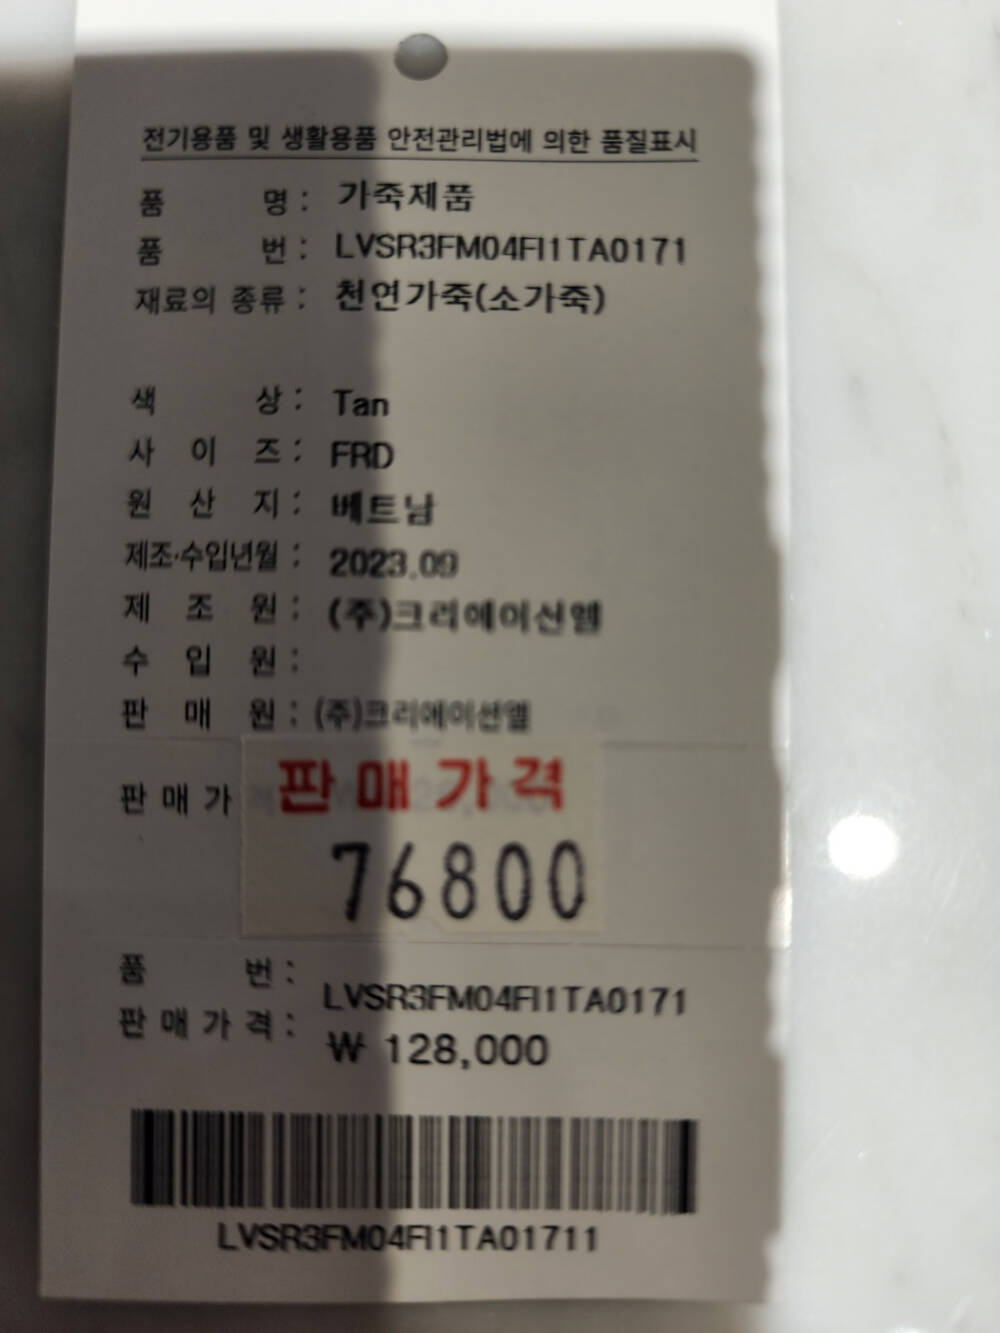 전기용품 및 생활용품 안전관리법에 의한 품질표시
품 명 : 가죽제품
품 번 : LVSR3FM04FI1TA0171
재료의 종류 : 천연가죽(소가죽)
색 상 : Tan
사 이 즈 : FRD
원 산 지 : 베트남
제조·수입년월 : 2023.09
제 조 원 : (주)크리에이션엘
수 입 원 :
판 매 원 : (주)크리에이션엘
판 매 가 판매가격
76800
품 번 : LVSR3FM04FI1TA0171
판 매 가 격 : ₩ 128,000
LVSR3FM04FI1TA01711